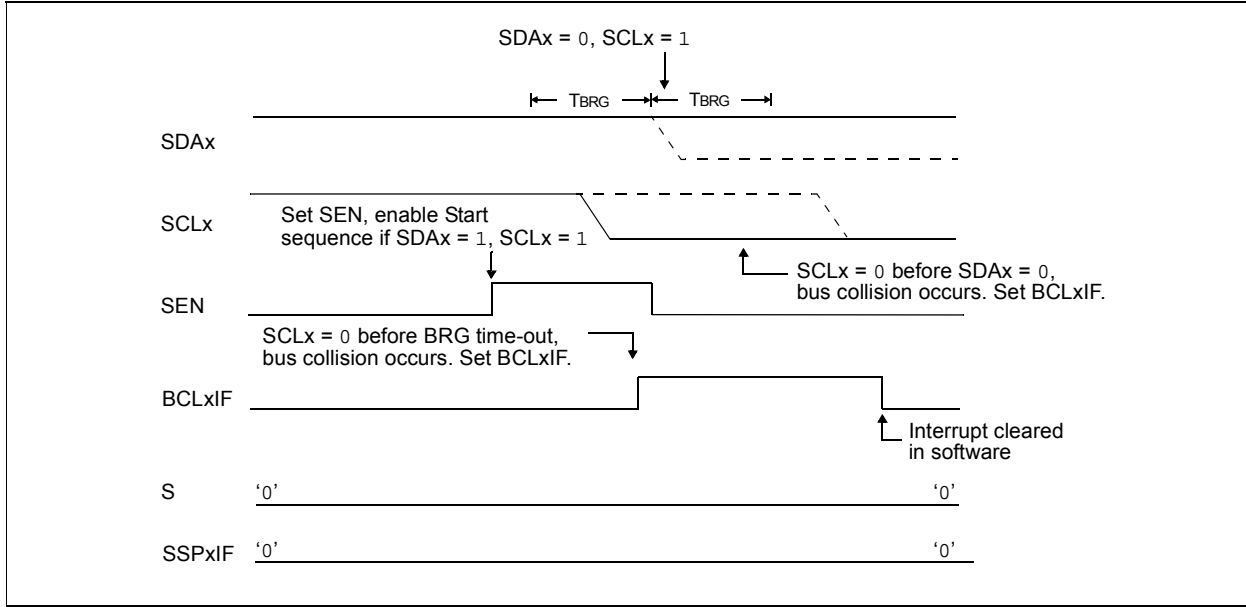 SDAx = 0, SCLx = 1
TBRG TBRG
SDAx
SCLx
Set SEN, enable Start
sequence if SDAx = 1, SCLx = 1
SCLx = 0 before SDAx = 0,
bus collision occurs. Set BCLxIF.
SEN
SCLx = 0 before BRG time-out,
bus collision occurs. Set BCLxIF.
BCLxIF
Interrupt cleared
in software
S ‘0’ ‘0’
SSPxIF ‘0’ ‘0’